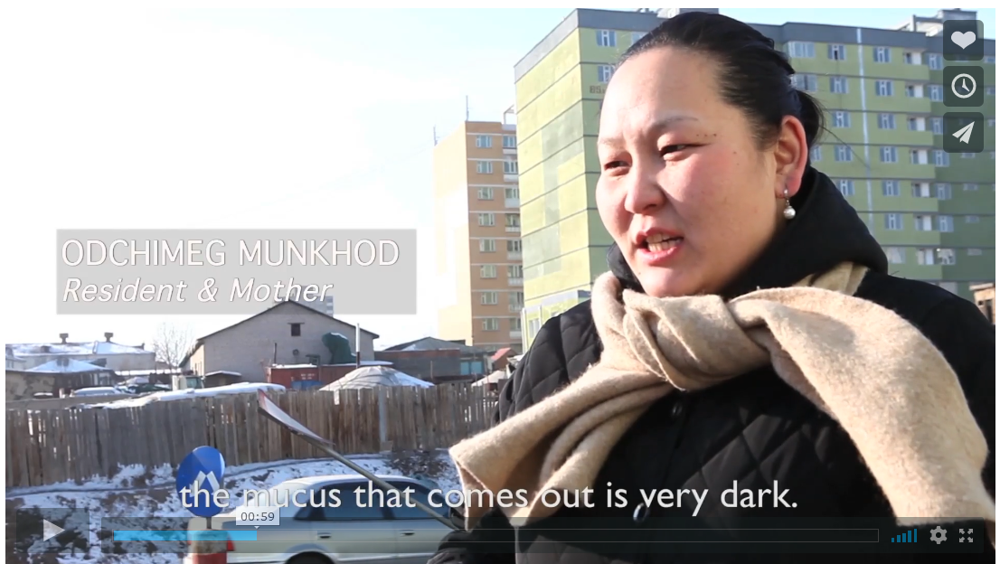 ODCHIMEG MUNKHOD
Resident & Mother
the mucus that comes out is very dark.
00:59